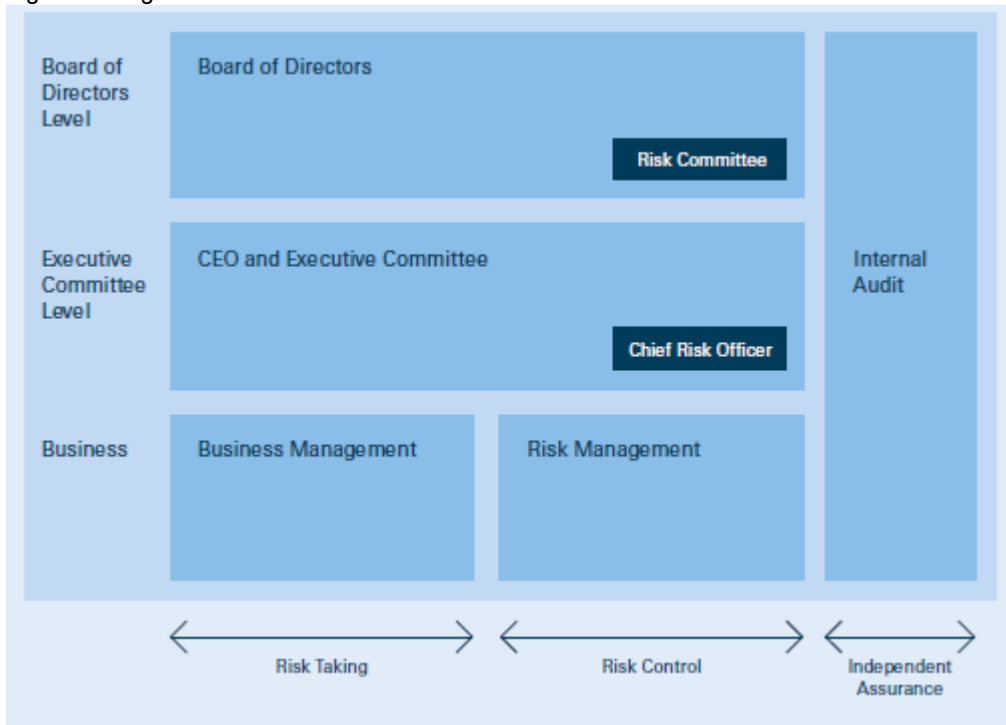 Board of
Directors
Level
Board of Directors
Risk Committee
Executive
Committee
Level
CEO and Executive Committee
Chief Risk Officer
Internal
Audit
Business
Business Management
Risk Management
Risk Taking
Risk Control
Independent
Assurance